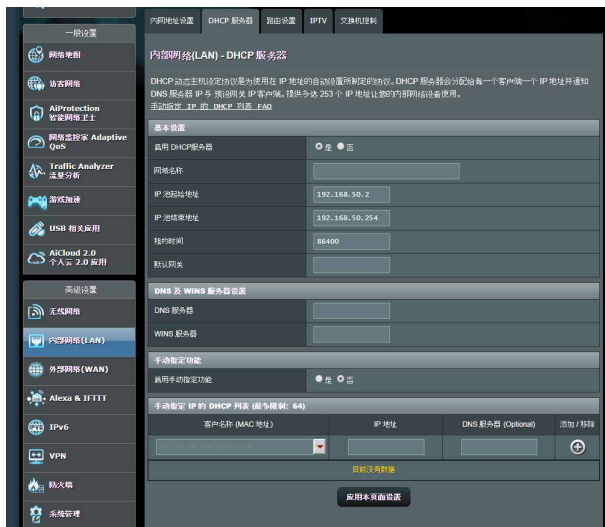 一般设置
网络地图
访客网络
AiProtection
智能网络卫士
网络监控家 Adaptive
QoS
Traffic Analyzer
流量分析
游戏加速
USB 相关应用
AiCloud 2.0
个人云 2.0 应用
高级设置
无线网络
内部网络(LAN)
外部网络(WAN)
Alexa & IFTTT
IPv6
VPN
防火墙
系统管理
内网地址设置 DHCP 服务器 路由设置 IPTV 交换机控制
内部网络(LAN) - DHCP 服务器
DHCP 动态主机设定协议是为使用在 IP 地址的自动设置所制定的协议。DHCP 服务器会分配给每一个客户端一个 IP 地址并通知
DNS 服务器 IP 与 预设网关 IP 客户端。提供多达 253 个 IP 地址让您的内部网络设备使用。
手动指定 IP 的 DHCP 列表 FAQ
基本设置
启用 DHCP服务器 是 否
网域名称
IP 池起始地址 192.168.50.2
IP 池结束地址 192.168.50.254
租约时间 86400
默认网关
DNS 及 WINS 服务器设置
DNS 服务器
WINS 服务器
手动指定功能
启用手动指定功能 是 否
手动指定 IP 的 DHCP 列表 (最多限制: 64)
客户名称 (MAC 地址) IP 地址 DNS 服务器 (Optional) 添加 / 移除
目前没有数据
应用本页面设置